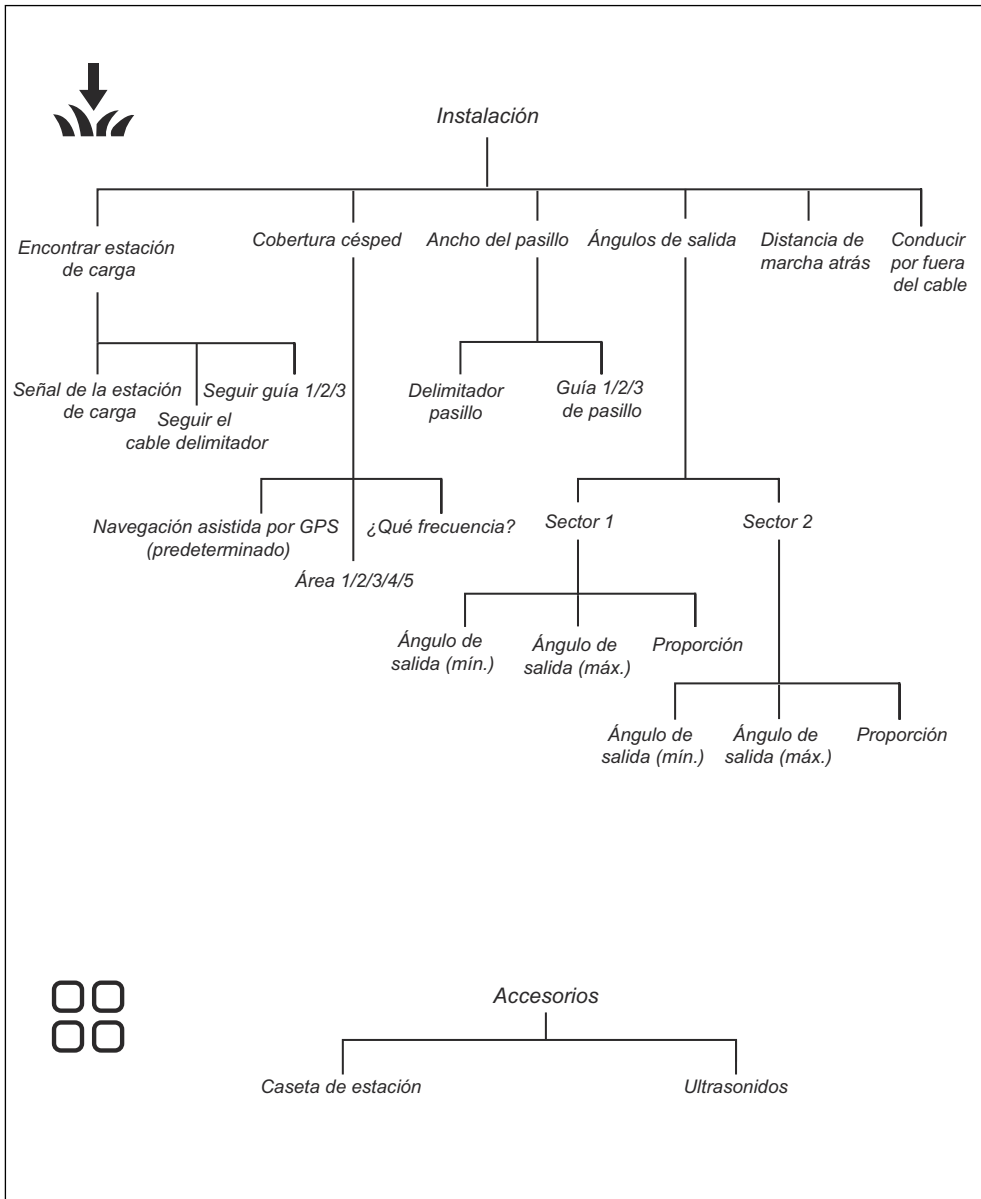 Instalación
Encontrar estación
de carga
Cobertura césped
Ancho del pasillo
Ángulos de salida
Distancia de
marcha atrás
Conducir
por fuera
del cable
Señal de la estación
de carga
Seguir el
cable delimitador
Seguir guía 1/2/3
Delimitador
pasillo
Guía 1/2/3
de pasillo
Navegación asistida por GPS
(predeterminado)
Área 1/2/3/4/5
¿Qué frecuencia?
Sector 1
Sector 2
Ángulo de
salida (mín.)
Ángulo de
salida (máx.)
Proporción
Ángulo de
salida (mín.)
Ángulo de
salida (máx.)
Proporción
Accesorios
Caseta de estación
Ultrasonidos